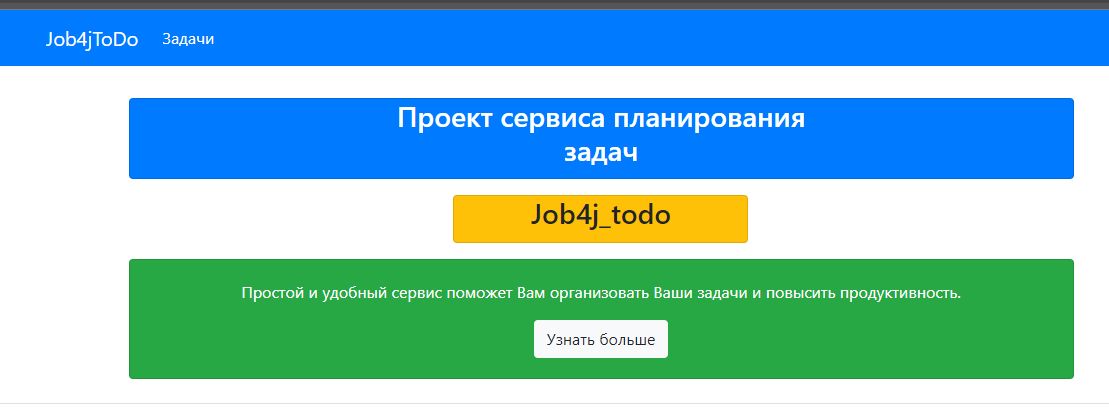 Job4jToDo Задачи
Проект сервиса планирования
задач
Job4j_todo
Простой и удобный сервис поможет Вам организовать Ваши задачи и повысить продуктивность.
Узнать больше